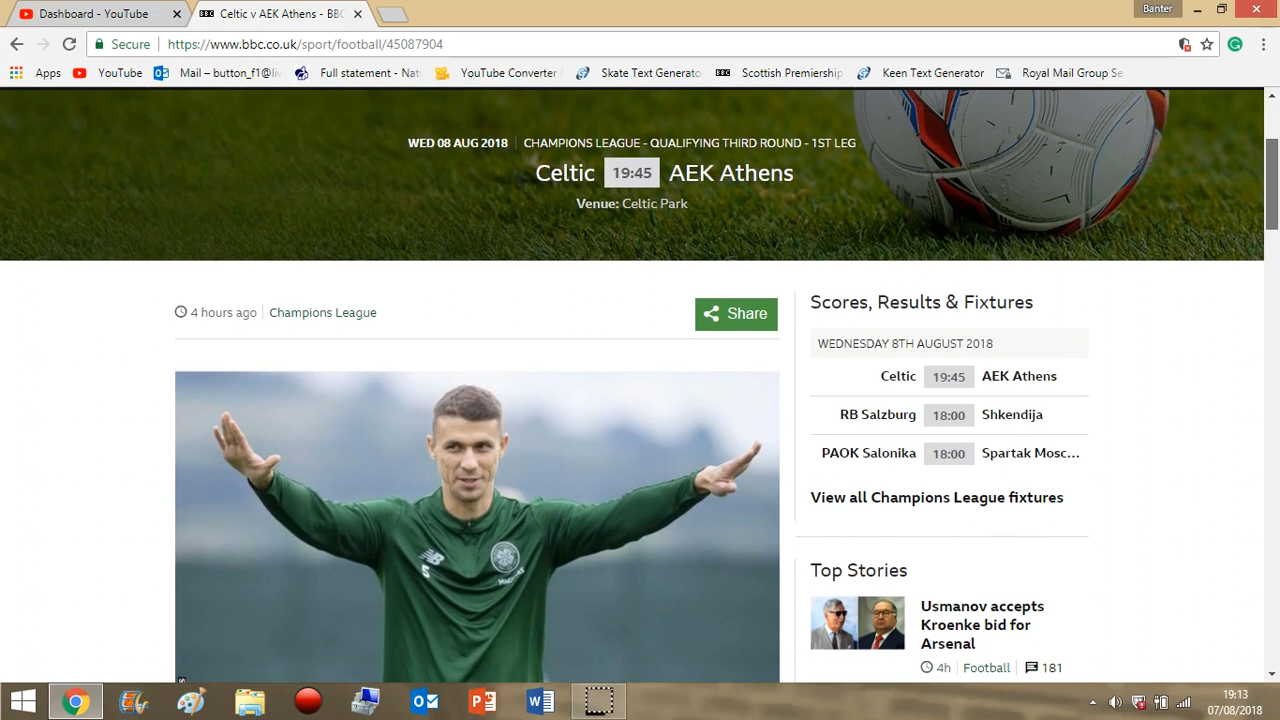 Dashboard - YouTube
Celtic v AEK Athens - BBC
Banter
Secure https://www.bbc.co.uk/sport/football/45087904
Apps YouTube Mail – button_f1@li Full statement - Nat YouTube Converter Skate Text Generato BBC Scottish Premiership Keen Text Generator Royal Mail Group Se
WED 08 AUG 2018 CHAMPIONS LEAGUE - QUALIFYING THIRD ROUND - 1ST LEG
Celtic 19:45 AEK Athens
Venue: Celtic Park
4 hours ago Champions League
Share
Scores, Results & Fixtures
WEDNESDAY 8TH AUGUST 2018
Celtic 19:45 AEK Athens
RB Salzburg 18:00 Shkendija
PAOK Salonika 18:00 Spartak Mosc...
View all Champions League fixtures
Top Stories
Usmanov accepts
Kroenke bid for
Arsenal
4h Football 181
5
19:13
07/08/2018